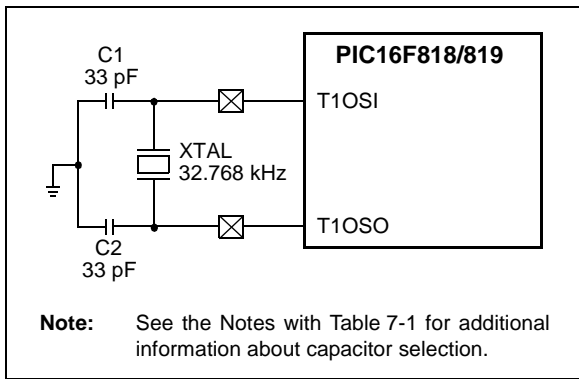 C1
33 pF
PIC16F818/819
T1OSI
XTAL
32.768 kHz
T1OSO
C2
33 pF
Note: See the Notes with Table 7-1 for additional
information about capacitor selection.